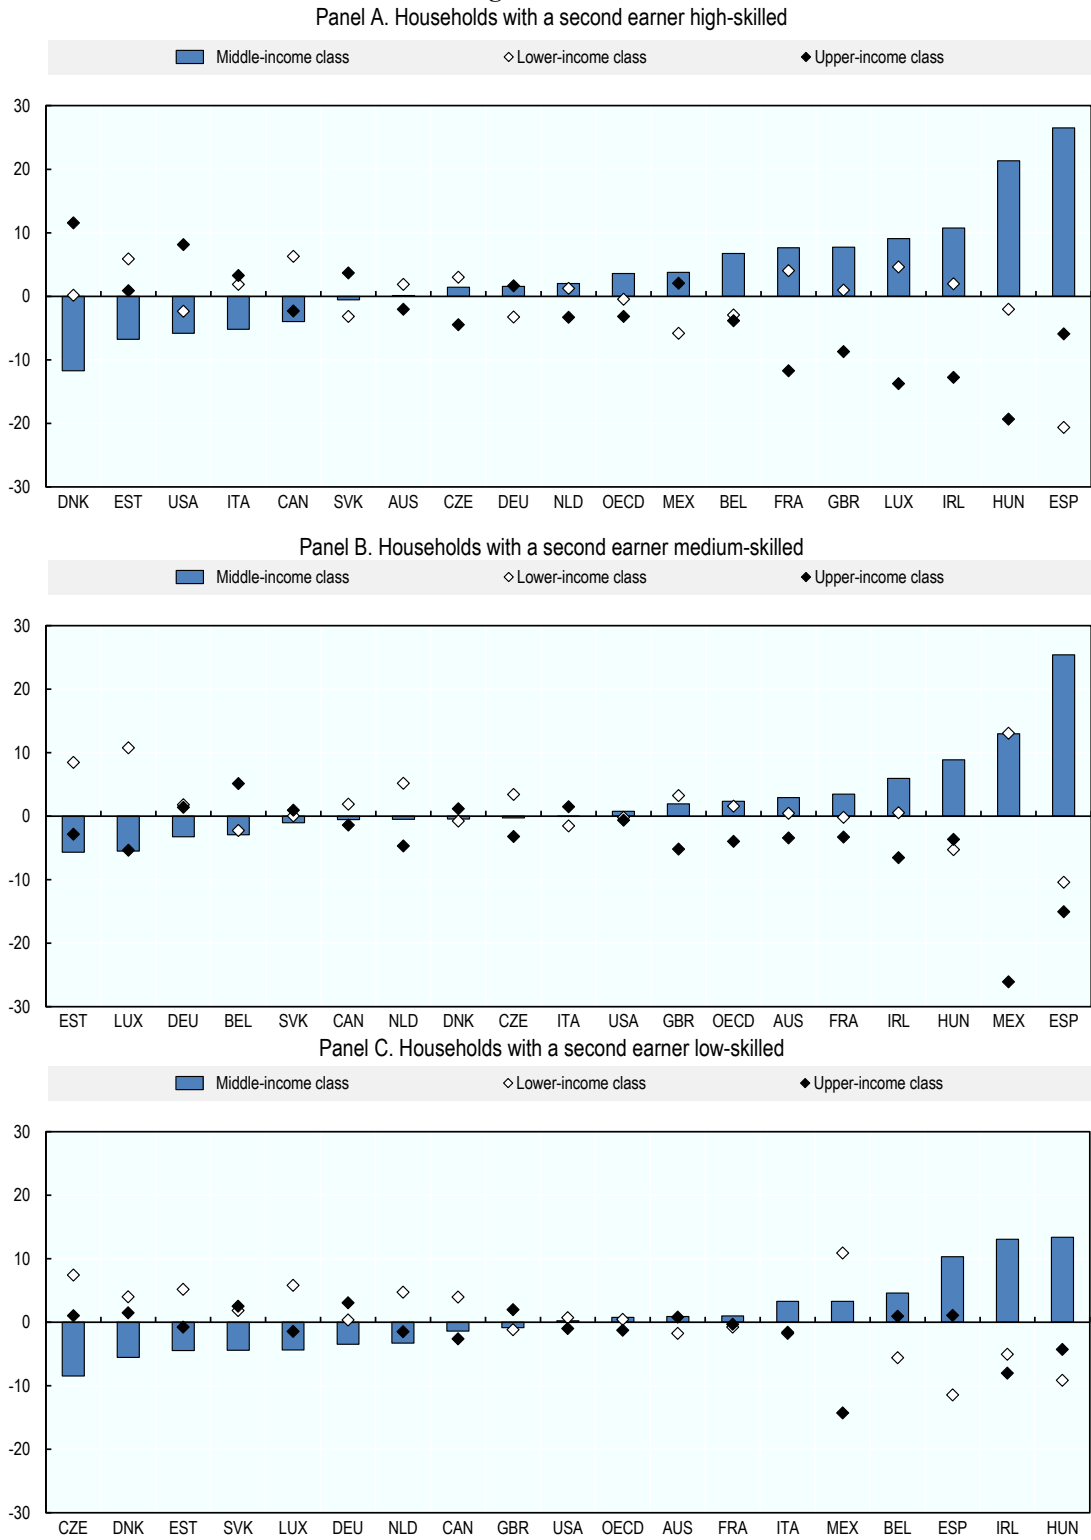 Panel A. Households with a second earner high-skilled
Middle-income class Lower-income class Upper-income class
30
20
10
0
-10
-20
-30
DNK EST USA ITA CAN SVK AUS CZE DEU NLD OECD MEX BEL FRA GBR LUX IRL HUN ESP
Panel B. Households with a second earner medium-skilled
Middle-income class Lower-income class Upper-income class
30
20
10
0
-10
-20
-30
EST LUX DEU BEL SVK CAN NLD DNK CZE ITA USA GBR OECD AUS FRA IRL HUN MEX ESP
Panel C. Households with a second earner low-skilled
Middle-income class Lower-income class Upper-income class
30
20
10
0
-10
-20
-30
CZE DNK EST SVK LUX DEU NLD CAN GBR USA OECD AUS FRA ITA MEX BEL ESP IRL HUN